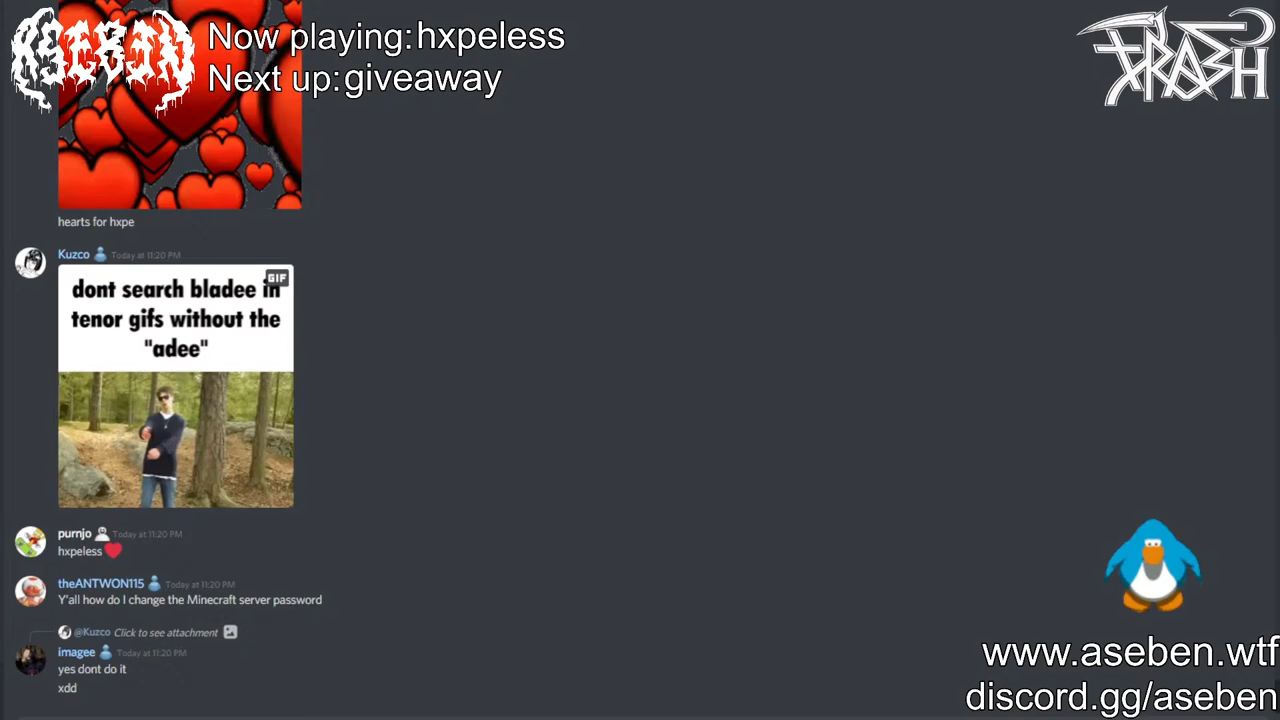 ASEBEN
Now playing:hxpeless
Next up:giveaway
TRASH
hearts for hxpe
Kuzco Today at 11:20 PM
GIF
dont search bladee in
tenor gifs without the
"adee"
purnjo Today at 11:20 PM
hxpeless
theANTWON115 Today at 11:20 PM
Y'all how do I change the Minecraft server password
@Kuzco Click to see attachment
imagee Today at 11:20 PM
yes dont do it
xdd
www.aseben.wtf
discord.gg/aseben